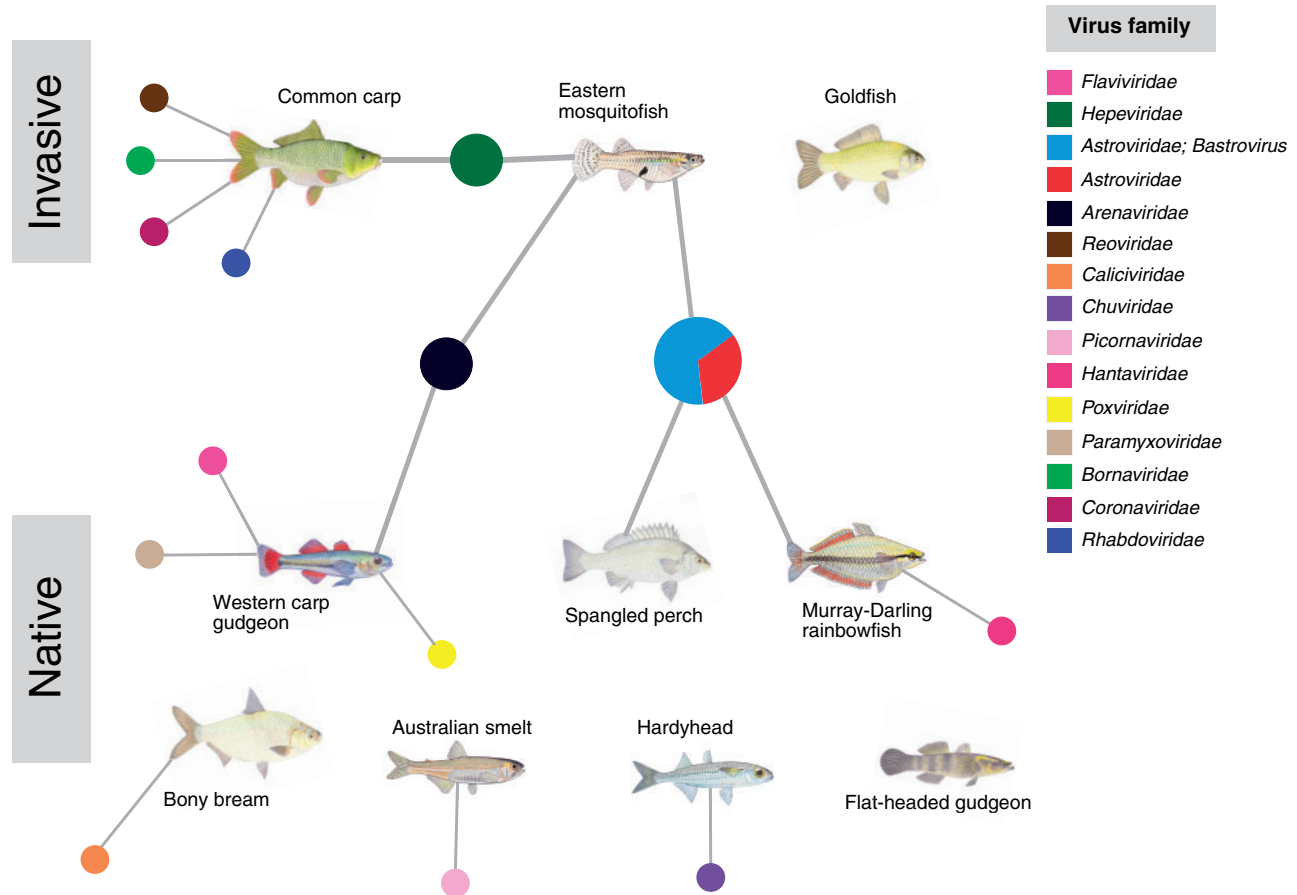 Invasive
Common carp
Eastern
mosquitofish
Goldfish
Native
Western carp
gudgeon
Spangled perch
Murray-Darling
rainbowfish
Bony bream
Australian smelt
Hardyhead
Flat-headed gudgeon
Virus family
Flaviviridae
Hepeviridae
Astroviridae; Bastrovirus
Astroviridae
Arenaviridae
Reoviridae
Caliciviridae
Chuviridae
Picornaviridae
Hantaviridae
Poxviridae
Paramyxoviridae
Bornaviridae
Coronaviridae
Rhabdoviridae